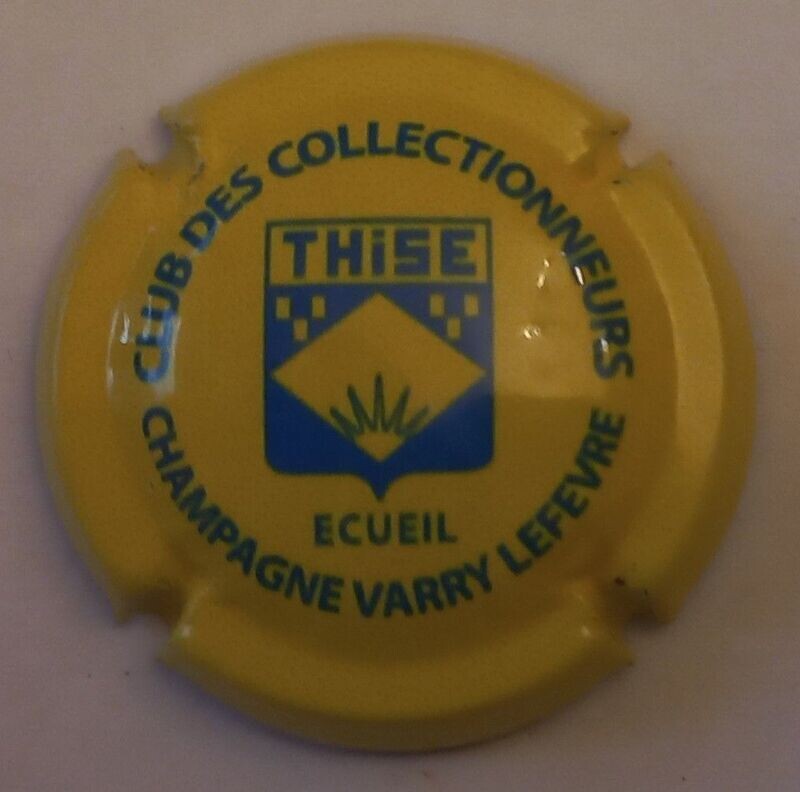 CLUB DES COLLECTIONNEURS
THiSE
ECUEIL
CHAMPAGNE VARRY LEFEVRE